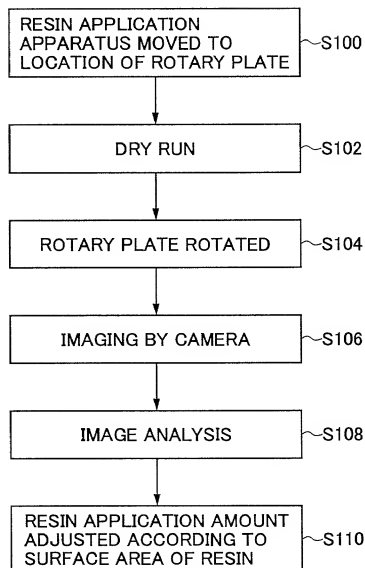 RESIN APPLICATION
APPARATUS MOVED TO
LOCATION OF ROTARY PLATE
S100
DRY RUN
S102
ROTARY PLATE ROTATED
S104
IMAGING BY CAMERA
S106
IMAGE ANALYSIS
S108
RESIN APPLICATION AMOUNT
ADJUSTED ACCORDING TO
SURFACE AREA OF RESIN
S110